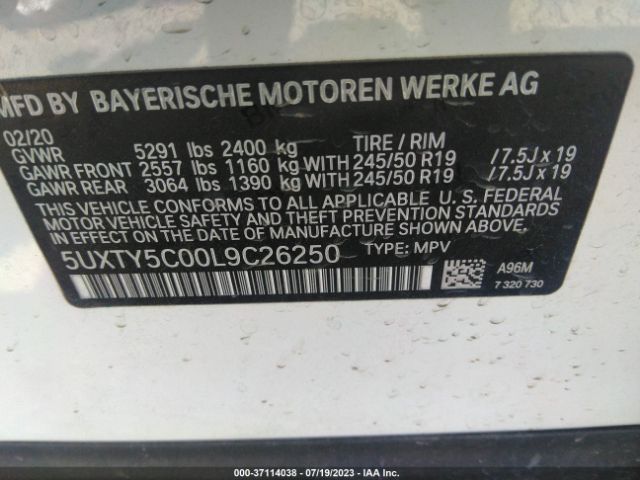 MFD BY BAYERISCHE MOTOREN WERKE AG
02/20
GVWR 5291 lbs 2400 kg TIRE / RIM
GAWR FRONT 2557 lbs 1160 kg WITH 245/50 R19 /7.5J x 19
GAWR REAR 3064 lbs 1390 kg WITH 245/50 R19 /7.5J x 19
THIS VEHICLE CONFORMS TO ALL APPLICABLE U. S. FEDERAL
MOTOR VEHICLE SAFETY AND THEFT PREVENTION STANDARDS
IN EFFECT ON THE DATE OF MANUFACTURE SHOWN ABOVE.
5UXTY5C00L9C26250 TYPE: MPV
A96M
7 320 730
000-37114038 - 07/19/2023 - IAA Inc.